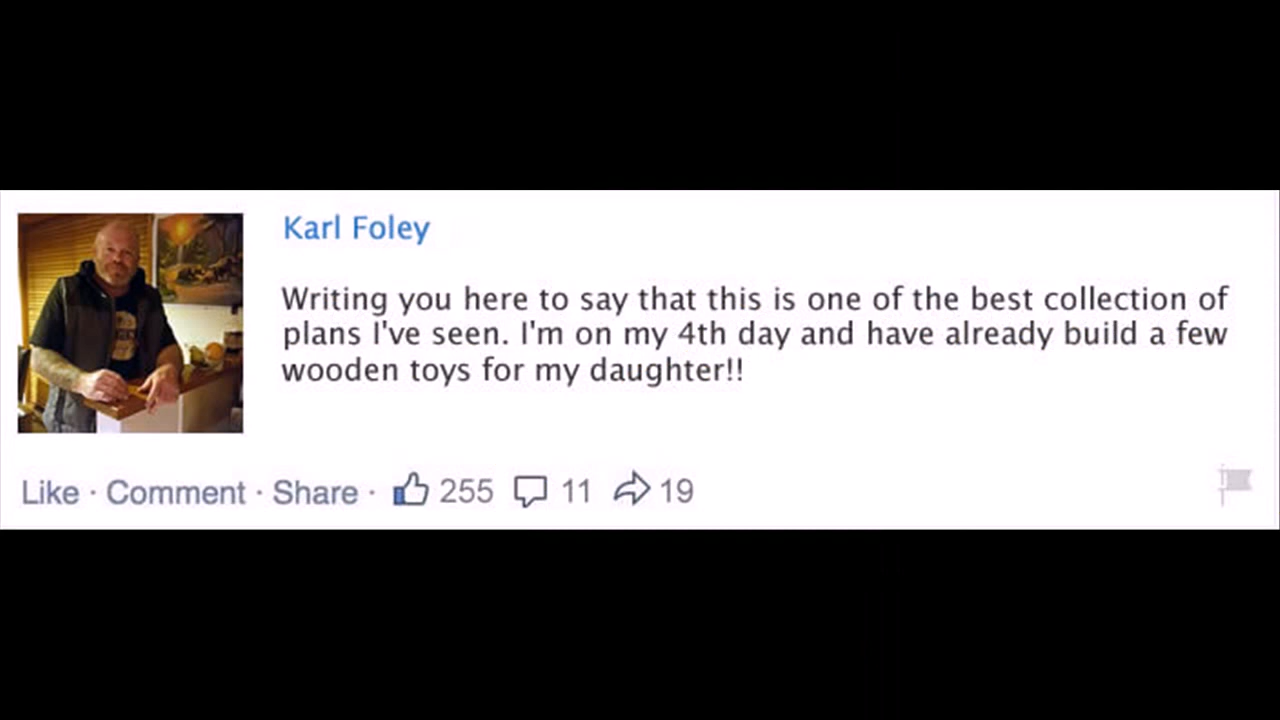 Karl Foley
Writing you here to say that this is one of the best collection of
plans I've seen. I'm on my 4th day and have already build a few
wooden toys for my daughter!!
Like · Comment · Share · 255 11 19